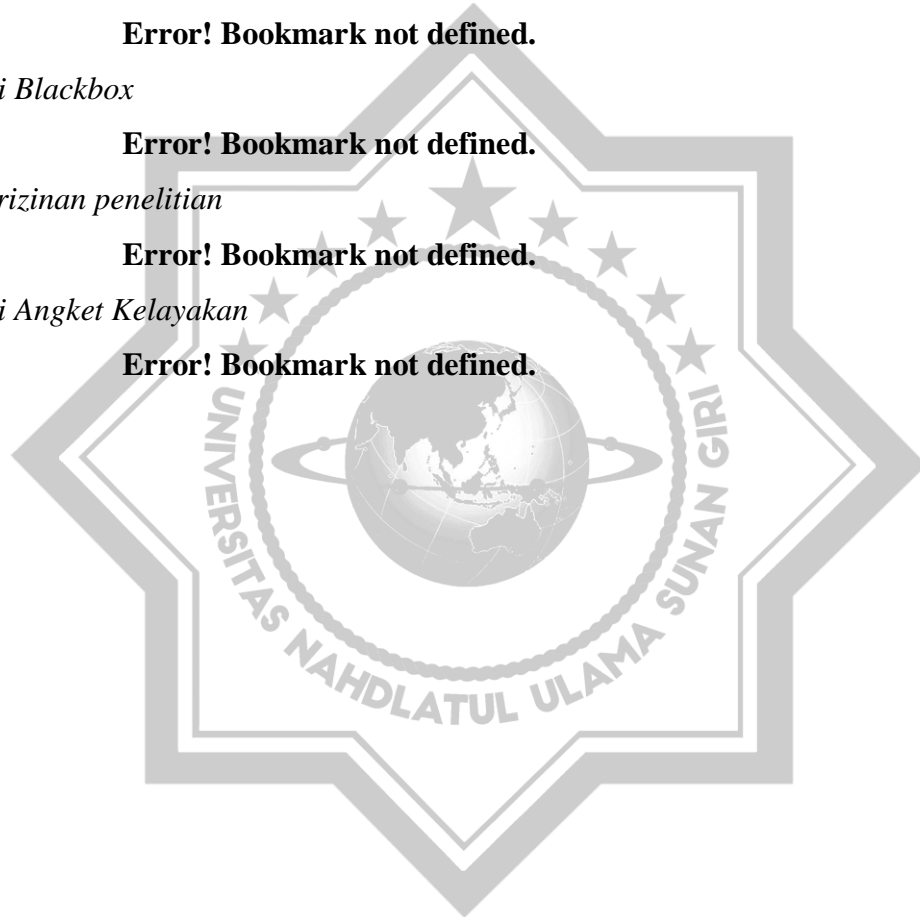 Error! Bookmark not defined.
i Blackbox
Error! Bookmark not defined.
rizinan penelitian
Error! Bookmark not defined.
i Angket Kelayakan
Error! Bookmark not defined.
UNIVERSITAS NAHDLATUL ULAMA SUNAN GIRI